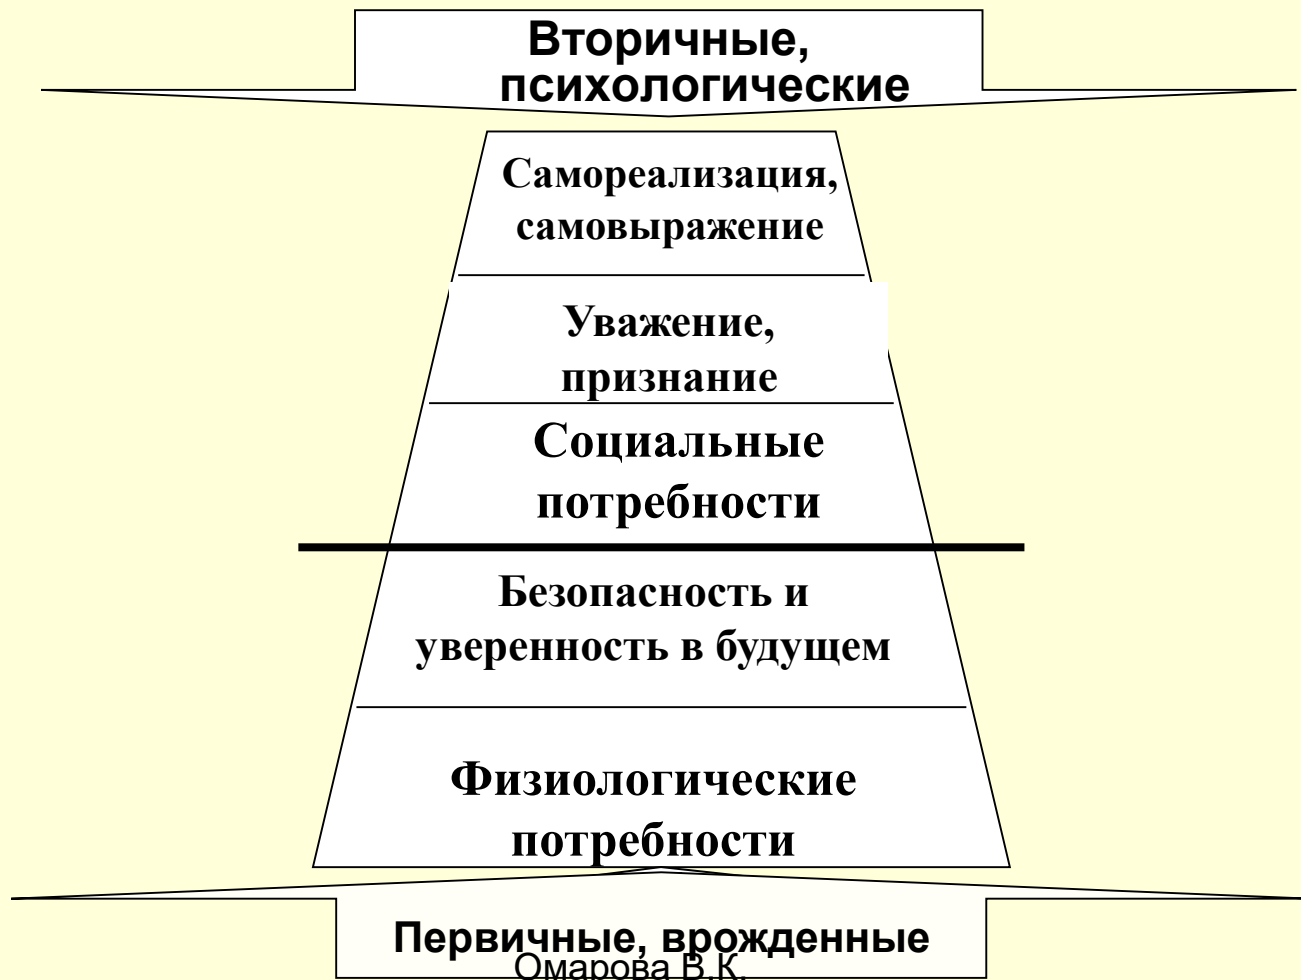 Вторичные,
психологические
Самореализация,
самовыражение
Уважение,
признание
Социальные
потребности
Безопасность и
уверенность в будущем
Физиологические
потребности
Первичные, врожденные
Омарова В.К.